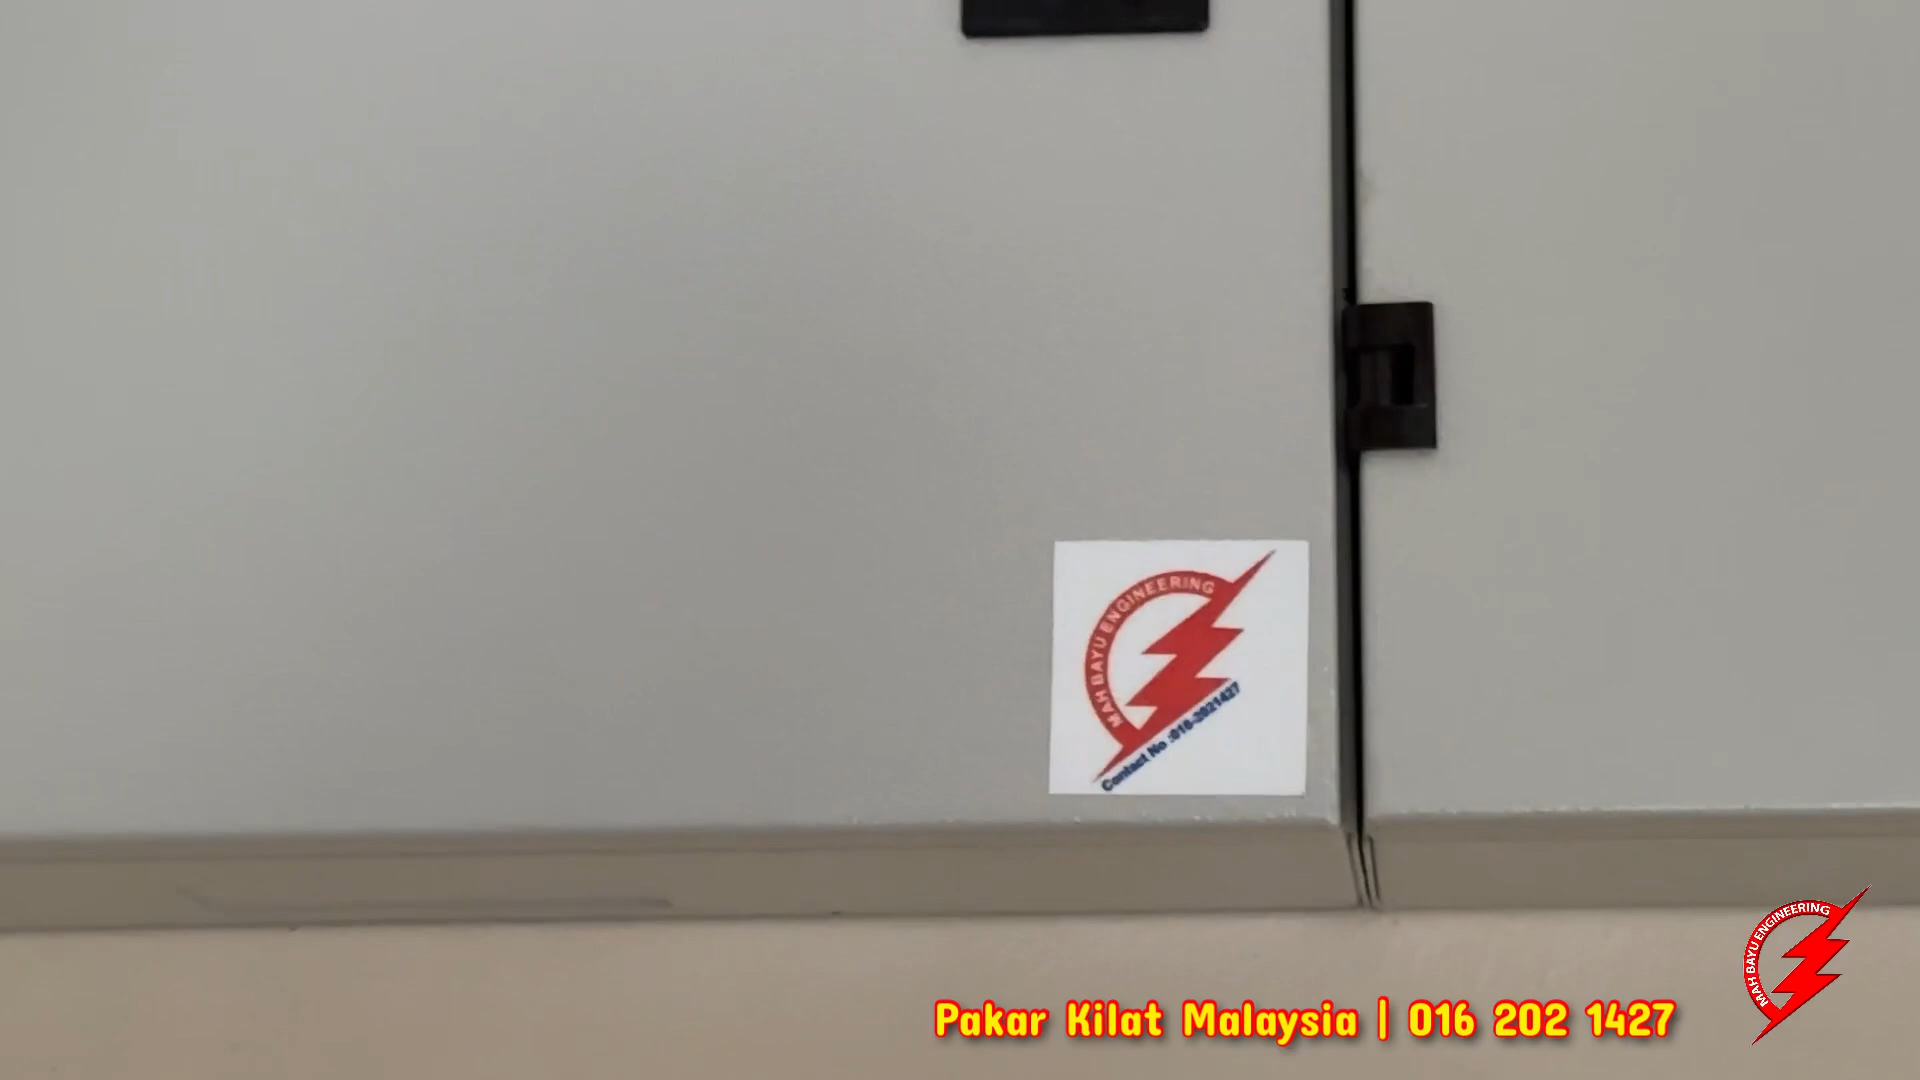 MAH BAYU ENGINEERING
Contact No :016-2021427
MAH BAYU ENGINEERING
Pakar Kilat Malaysia | 016 202 1427